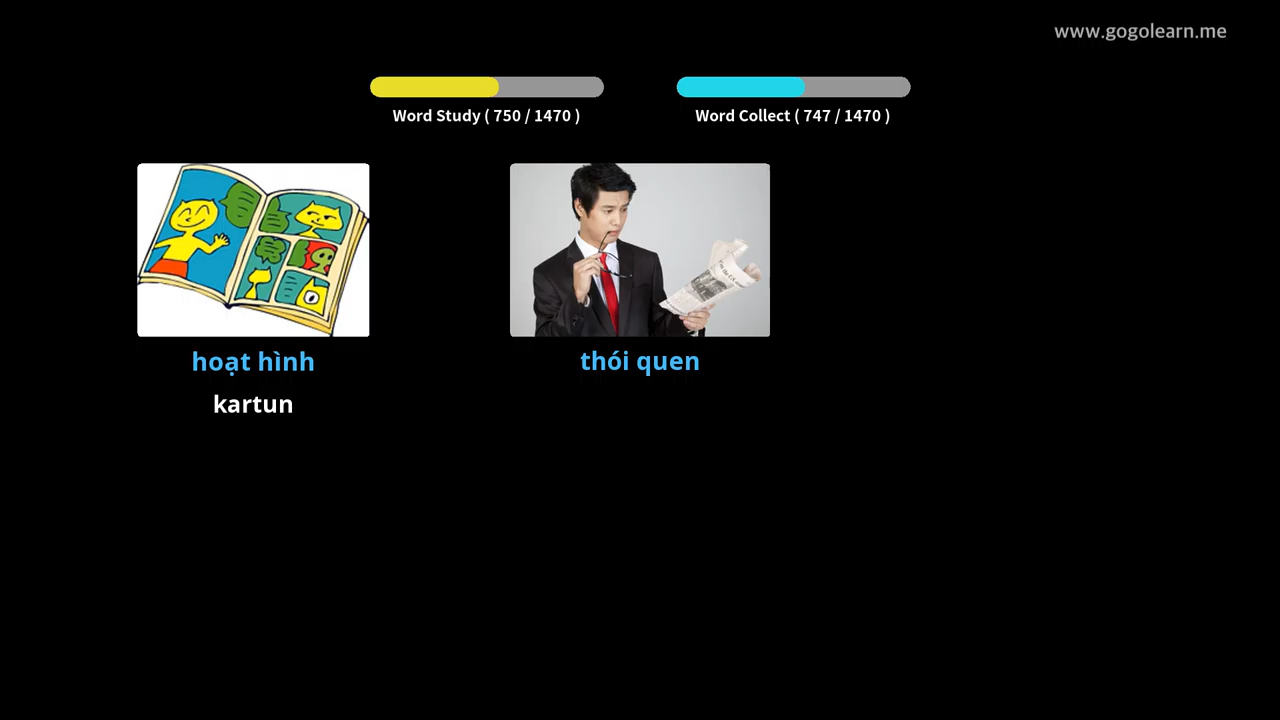 www.gogolearn.me
Word Study ( 750 / 1470 )
Word Collect ( 747 / 1470 )
hoạt hình
kartun
thói quen